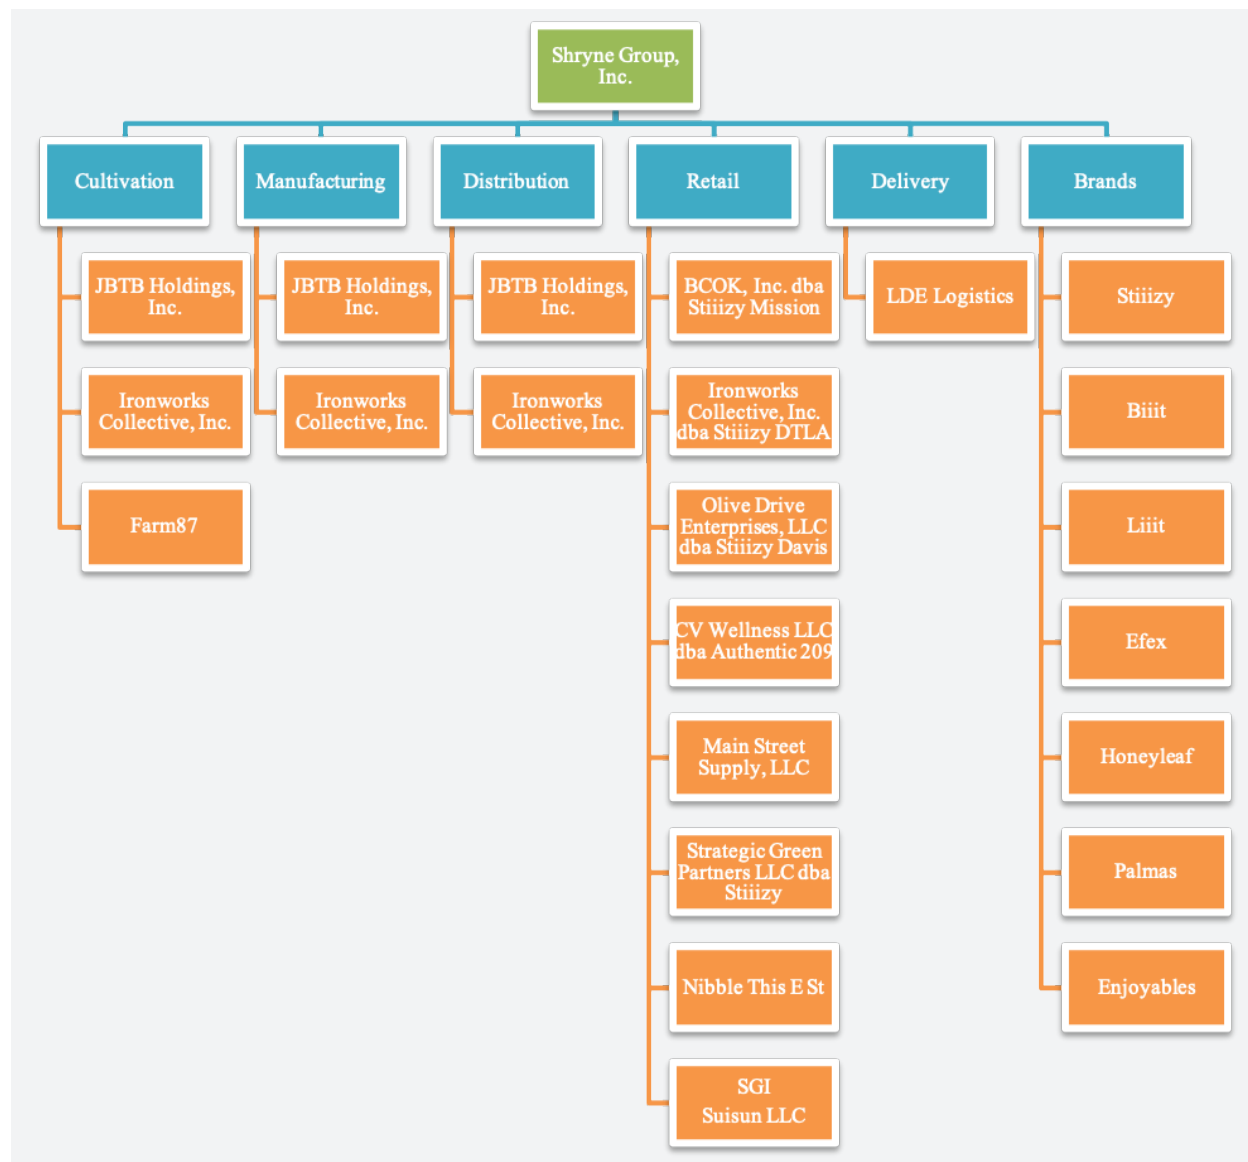 Shryne Group,
Inc.
Cultivation
Manufacturing
Distribution
Retail
Delivery
Brands
JBTB Holdings,
Inc.
Ironworks
Collective, Inc.
Farm87
JBTB Holdings,
Inc.
Ironworks
Collective, Inc.
JBTB Holdings,
Inc.
Ironworks
Collective, Inc.
BCOK, Inc. dba
Stiiizy Mission
Ironworks
Collective, Inc.
dba Stiiizy DTLA
Olive Drive
Enterprises, LLC
dba Stiiizy Davis
CV Wellness LLC
dba Authentic 209
Main Street
Supply, LLC
Strategic Green
Partners LLC dba
Stiiizy
Nibble This E St
SGI
Suisun LLC
LDE Logistics
Stiiizy
Biiit
Liiit
Efex
Honeyleaf
Palmas
Enjoyables